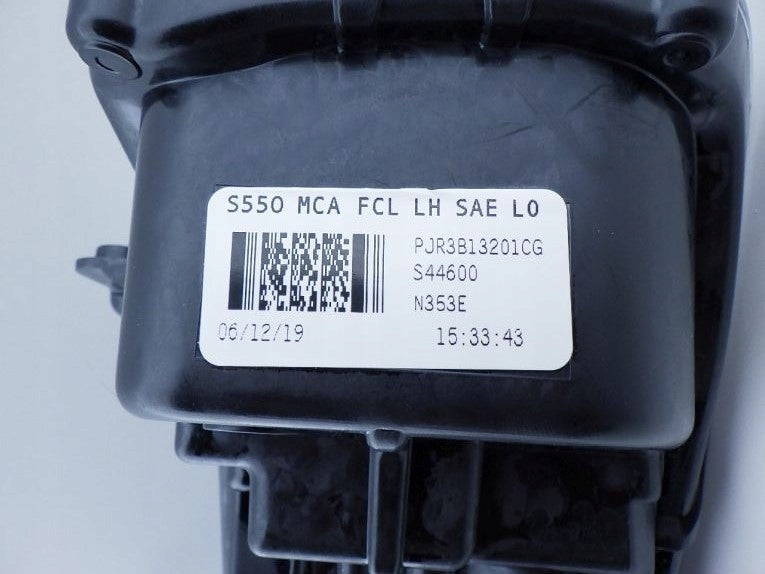 S550 MCA FCL LH SAE LO
PJR3B13201CG
S44600
N353E
06/12/19 15:33:43